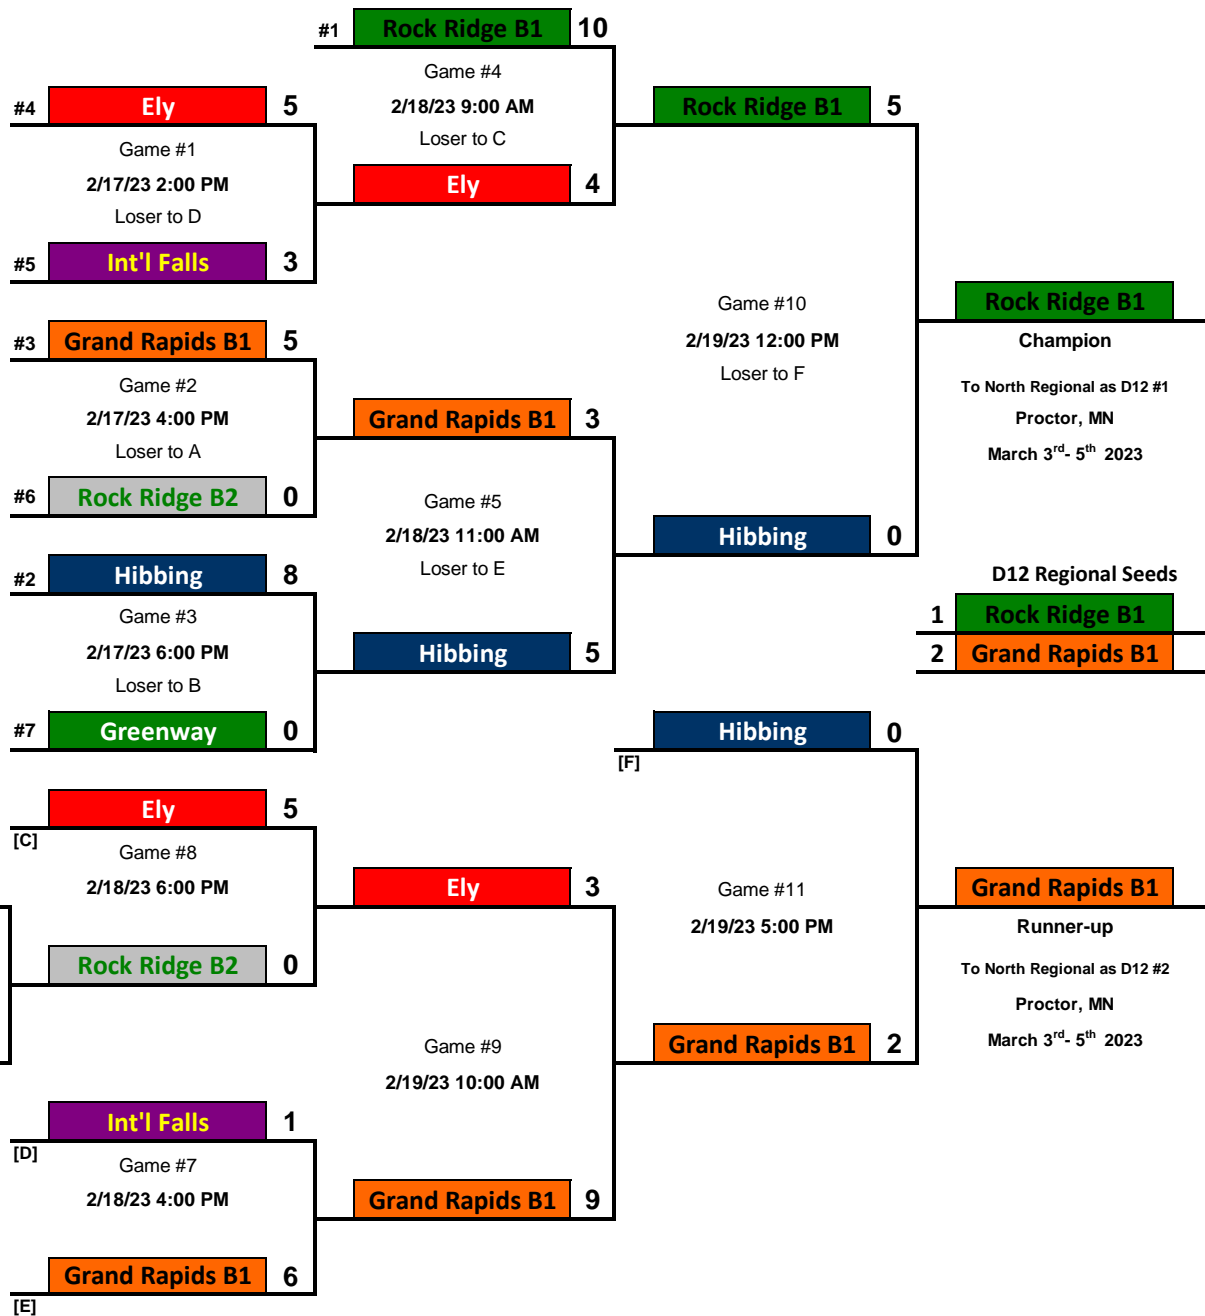 #1 Rock Ridge B1 10
Game #4
2/18/23 9:00 AM
Loser to C
Ely 4
#4 Ely 5
Game #1
2/17/23 2:00 PM
Loser to D
#5 Int'l Falls 3
#3 Grand Rapids B1 5
Game #2
2/17/23 4:00 PM
Loser to A
#6 Rock Ridge B2 0
Grand Rapids B1 3
Game #5
2/18/23 11:00 AM
Loser to E
Hibbing 5
#2 Hibbing 8
Game #3
2/17/23 6:00 PM
Loser to B
#7 Greenway 0
Rock Ridge B1 5
Game #10
2/19/23 12:00 PM
Loser to F
Hibbing 0
Rock Ridge B1
Champion
To North Regional as D12 #1
Proctor, MN
March 3rd- 5th 2023
D12 Regional Seeds
1 Rock Ridge B1
2 Grand Rapids B1
Ely 5
[C]
Game #8
2/18/23 6:00 PM
Rock Ridge B2 0
Ely 3
Game #9
2/19/23 10:00 AM
Grand Rapids B1 9
Int'l Falls 1
[D]
Game #7
2/18/23 4:00 PM
Grand Rapids B1 6
[E]
Hibbing 0
[F]
Game #11
2/19/23 5:00 PM
Grand Rapids B1 2
Grand Rapids B1
Runner-up
To North Regional as D12 #2
Proctor, MN
March 3rd- 5th 2023